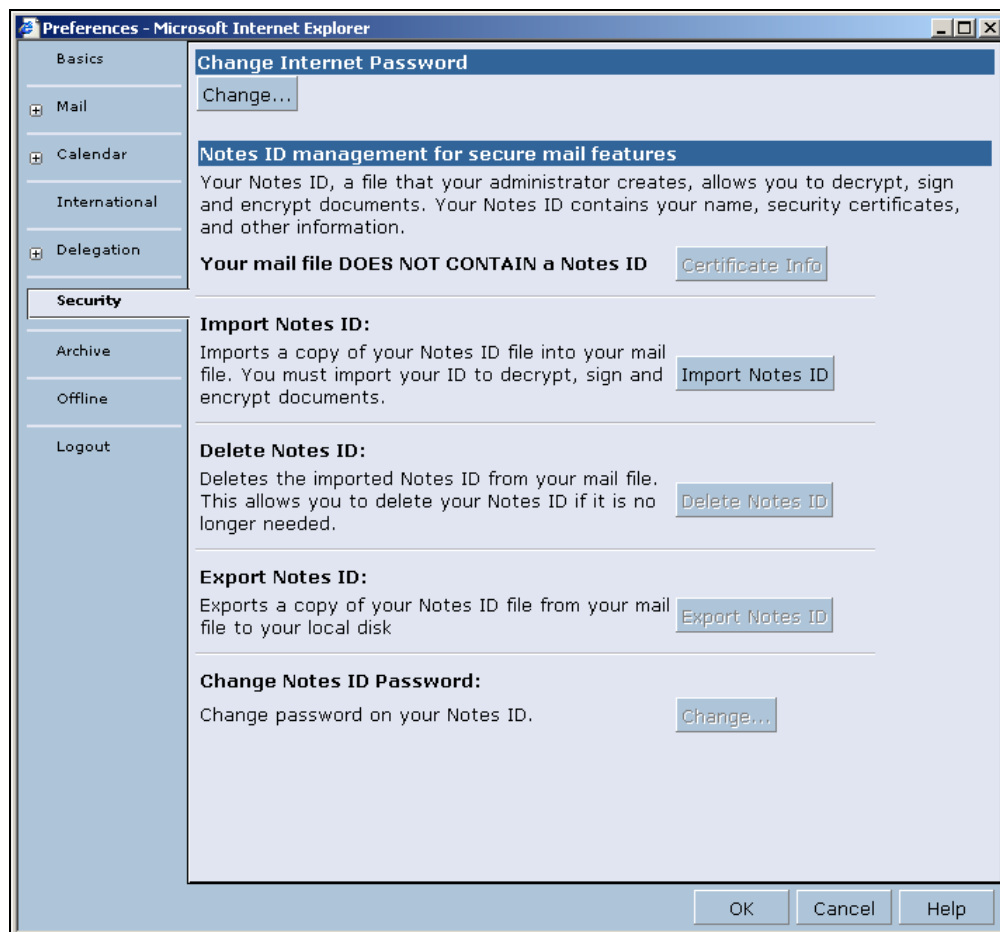 Preferences - Microsoft Internet Explorer
Basics
Mail
Calendar
International
Delegation
Security
Archive
Offline
Logout
Change Internet Password
Change...
Notes ID management for secure mail features
Your Notes ID, a file that your administrator creates, allows you to decrypt, sign
and encrypt documents. Your Notes ID contains your name, security certificates,
and other information.
Your mail file DOES NOT CONTAIN a Notes ID
Certificate Info
Import Notes ID:
Imports a copy of your Notes ID file into your mail
file. You must import your ID to decrypt, sign and
encrypt documents.
Import Notes ID
Delete Notes ID:
Deletes the imported Notes ID from your mail file.
This allows you to delete your Notes ID if it is no
longer needed.
Delete Notes ID
Export Notes ID:
Exports a copy of your Notes ID file from your mail
file to your local disk
Export Notes ID
Change Notes ID Password:
Change password on your Notes ID.
Change...
OK
Cancel
Help